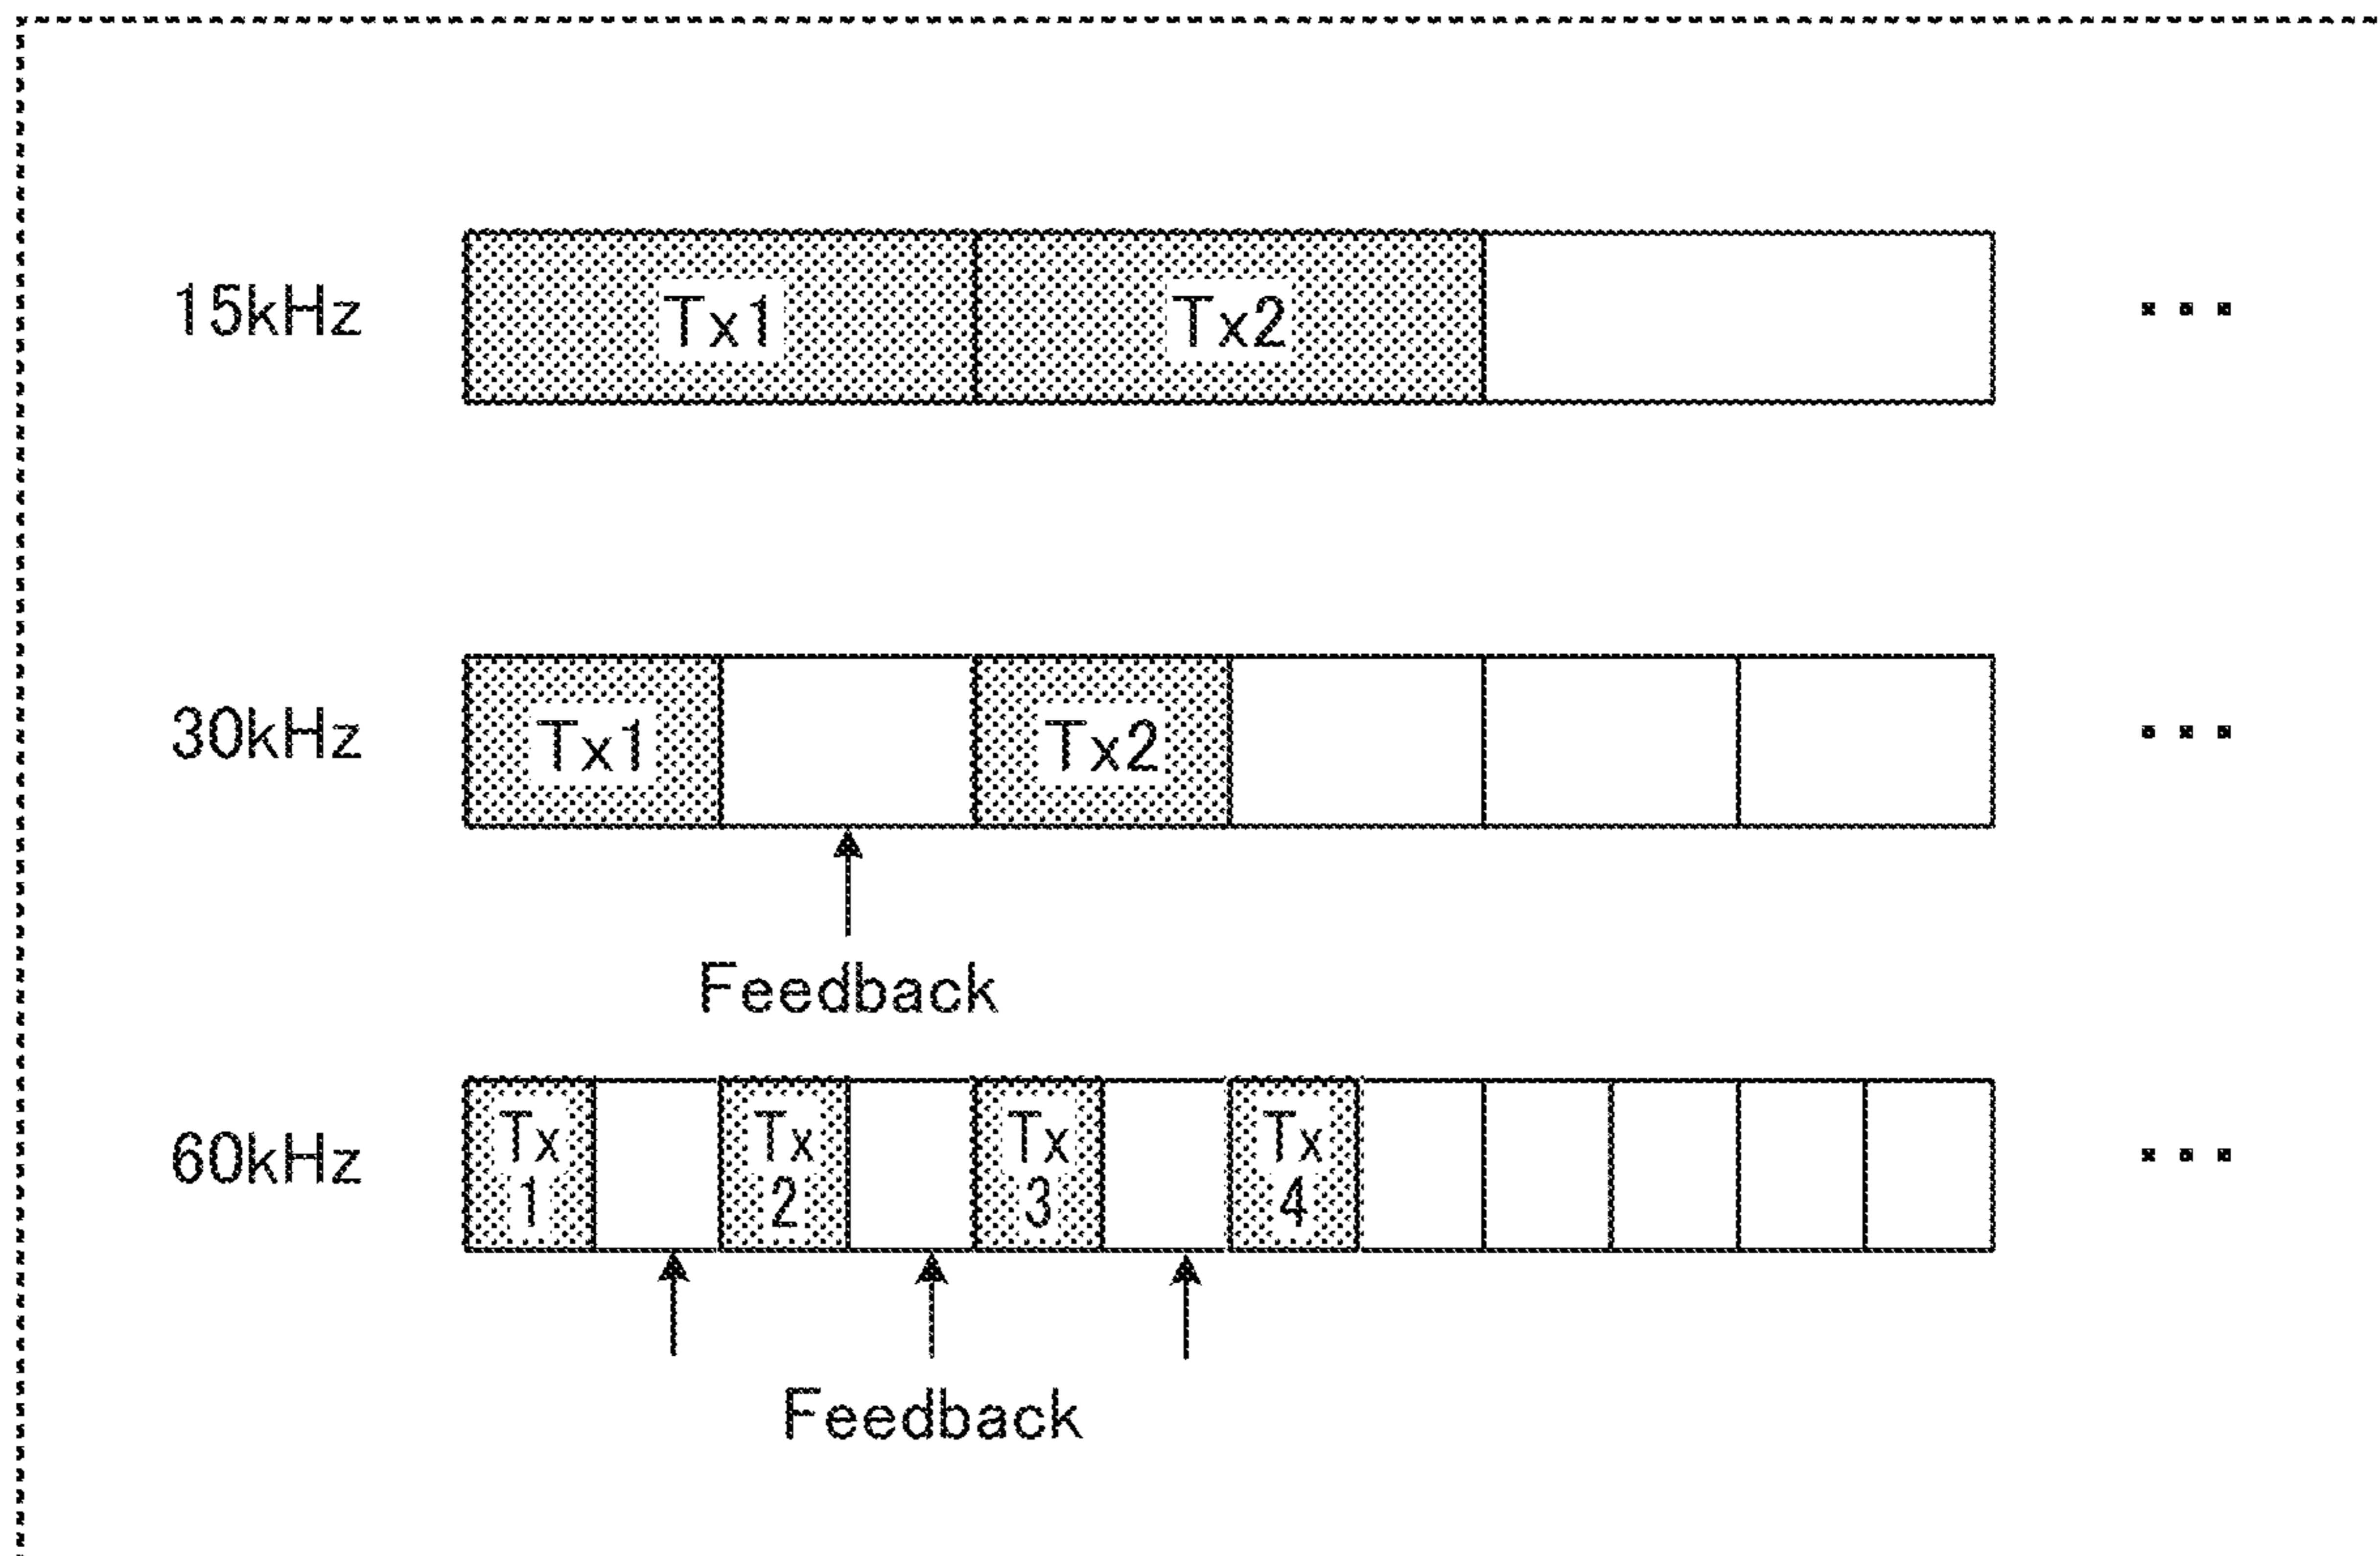 15kHz
Tx1
Tx2
...
30kHz
Tx1
Tx2
...
Feedback
60kHz
Tx
1
Tx
2
Tx
3
Tx
4
...
Feedback